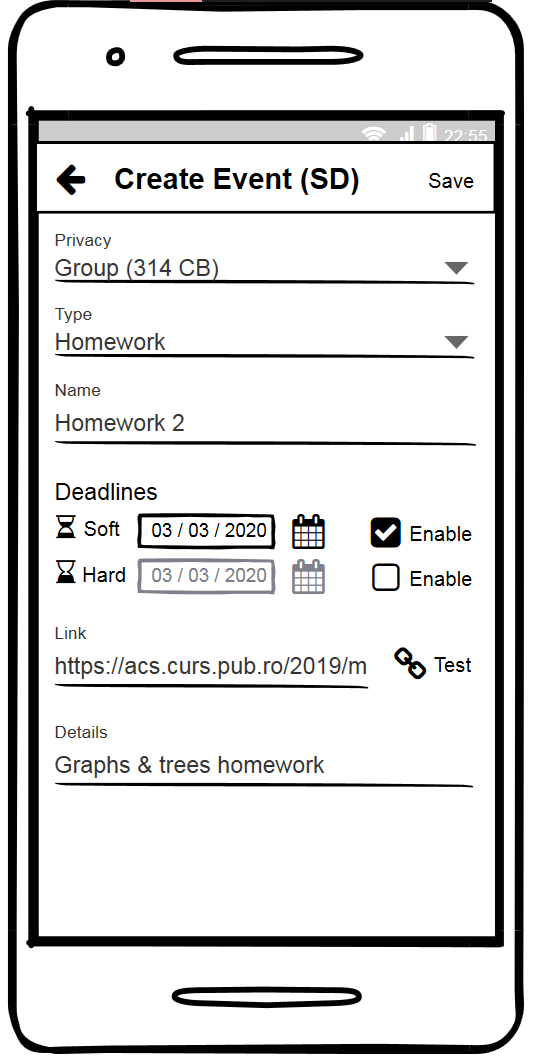 22:55
Create Event (SD)
Save
Privacy
Group (314 CB)
Type
Homework
Name
Homework 2
Deadlines
Soft 03 / 03 / 2020 Enable
Hard 03 / 03 / 2020 Enable
Link
https://acs.curs.pub.ro/2019/m Test
Details
Graphs & trees homework